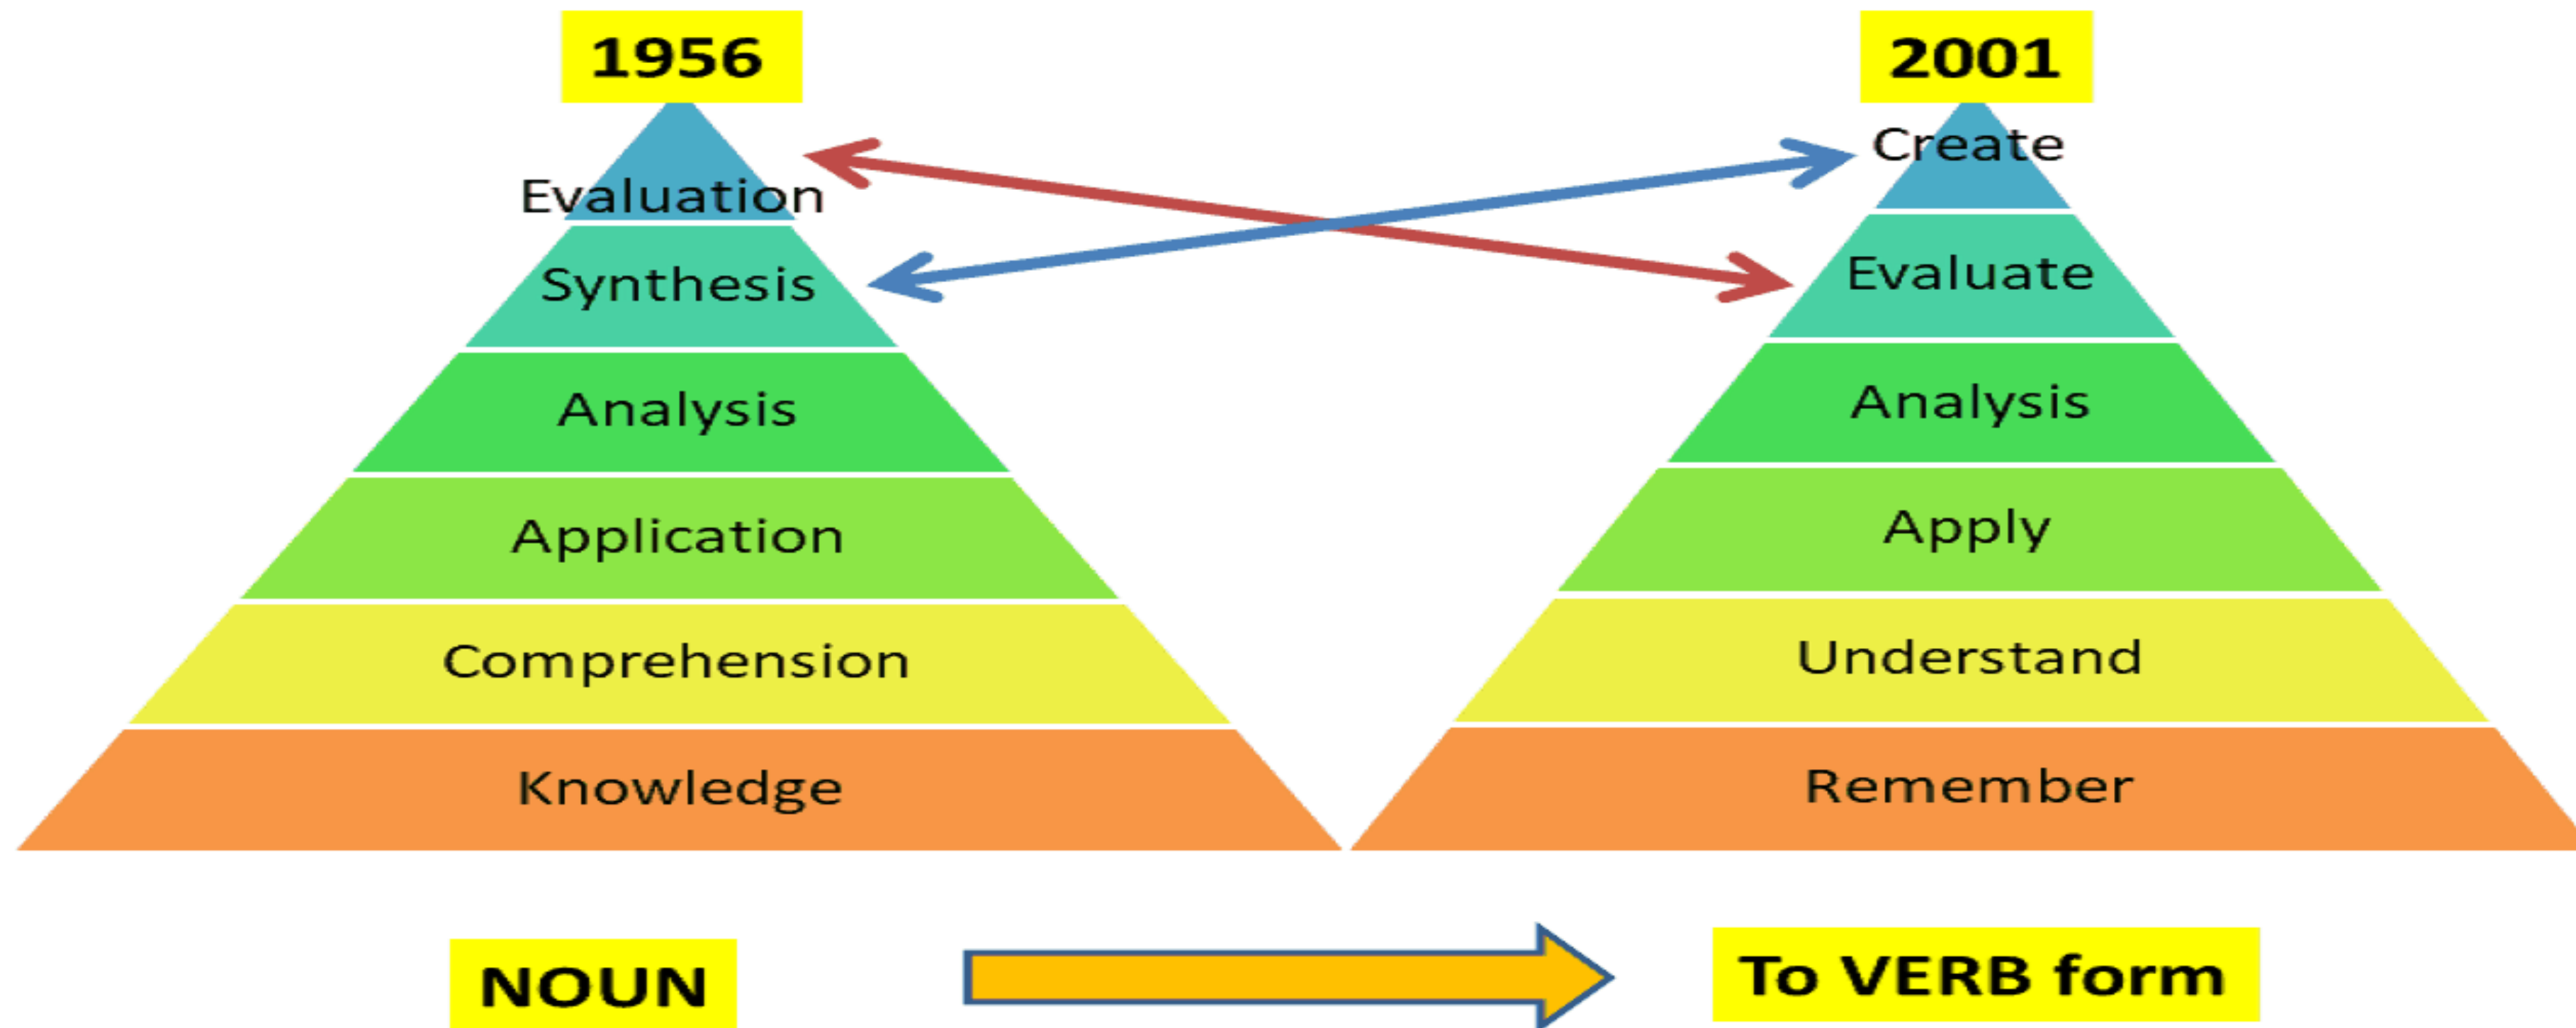 1956
Evaluation
Synthesis
Analysis
Application
Comprehension
Knowledge
NOUN
2001
Create
Evaluate
Analysis
Apply
Understand
Remember
To VERB form